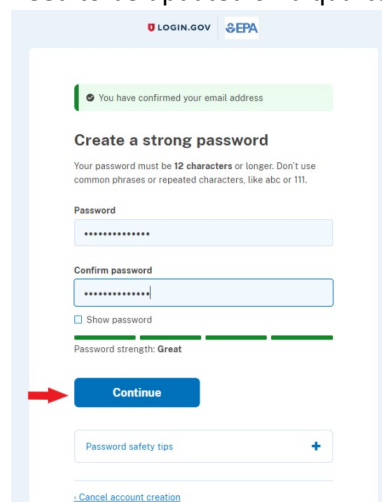 LOGIN.GOV EPA
You have confirmed your email address
Create a strong password
Your password must be 12 characters or longer. Don't use
common phrases or repeated characters, like abc or 111.
Password
••••••••••••••
Confirm password
••••••••••••••
Show password
Password strength: Great
Continue
Password safety tips +
‹ Cancel account creation